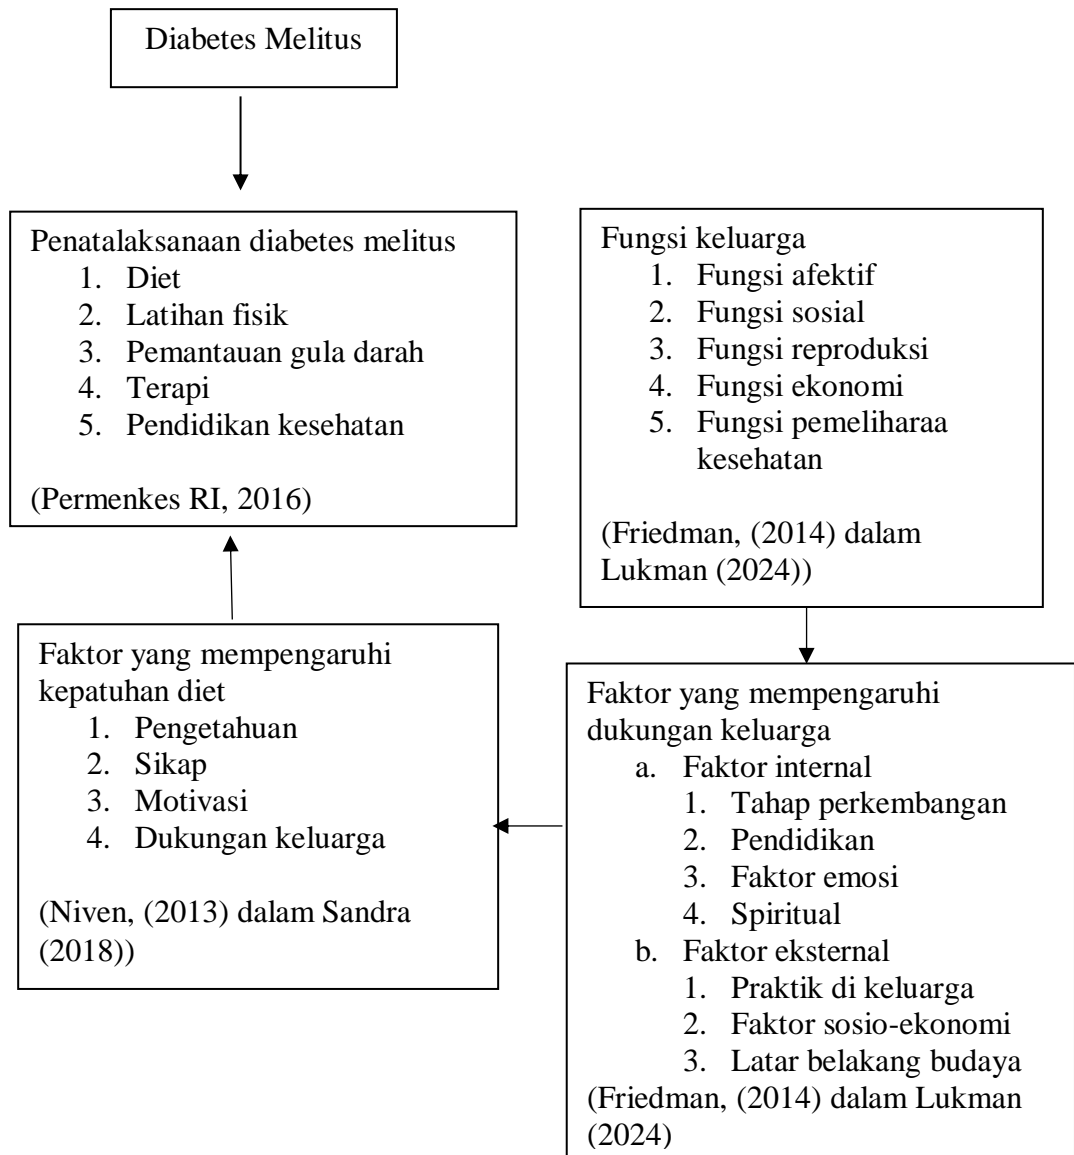 Diabetes Melitus
Penatalaksanaan diabetes melitus
1. Diet
2. Latihan fisik
3. Pemantauan gula darah
4. Terapi
5. Pendidikan kesehatan
(Permenkes RI, 2016)
Fungsi keluarga
1. Fungsi afektif
2. Fungsi sosial
3. Fungsi reproduksi
4. Fungsi ekonomi
5. Fungsi pemeliharaa
kesehatan
(Friedman, (2014) dalam
Lukman (2024))
Faktor yang mempengaruhi
kepatuhan diet
1. Pengetahuan
2. Sikap
3. Motivasi
4. Dukungan keluarga
(Niven, (2013) dalam Sandra
(2018))
Faktor yang mempengaruhi
dukungan keluarga
a. Faktor internal
1. Tahap perkembangan
2. Pendidikan
3. Faktor emosi
4. Spiritual
b. Faktor eksternal
1. Praktik di keluarga
2. Faktor sosio-ekonomi
3. Latar belakang budaya
(Friedman, (2014) dalam Lukman
(2024)